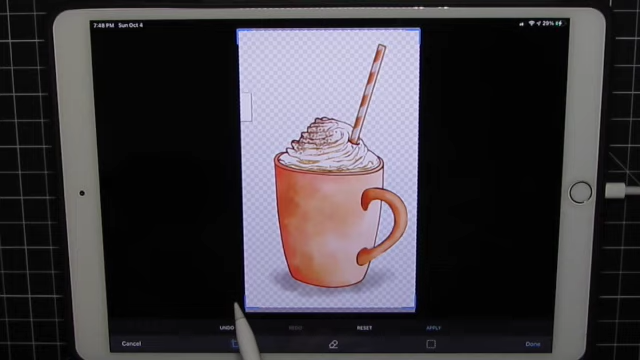 7:48 PM Sun Oct 4
29%
UNDO REDO RESET APPLY
Cancel
Done